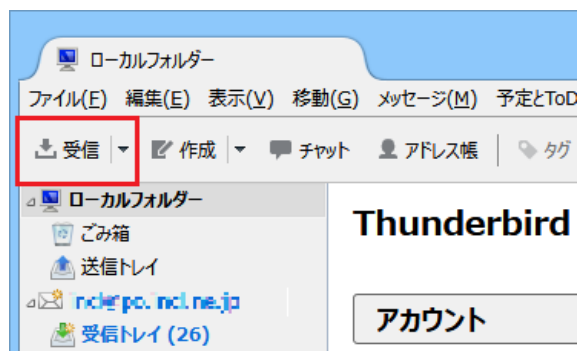 ローカルフォルダー
ファイル(F) 編集(E) 表示(V) 移動(G) メッセージ(M) 予定とToD
受信 作成 チャット アドレス帳 タグ
ローカルフォルダー
ごみ箱
送信トレイ
受信トレイ (26)
Thunderbird
アカウント